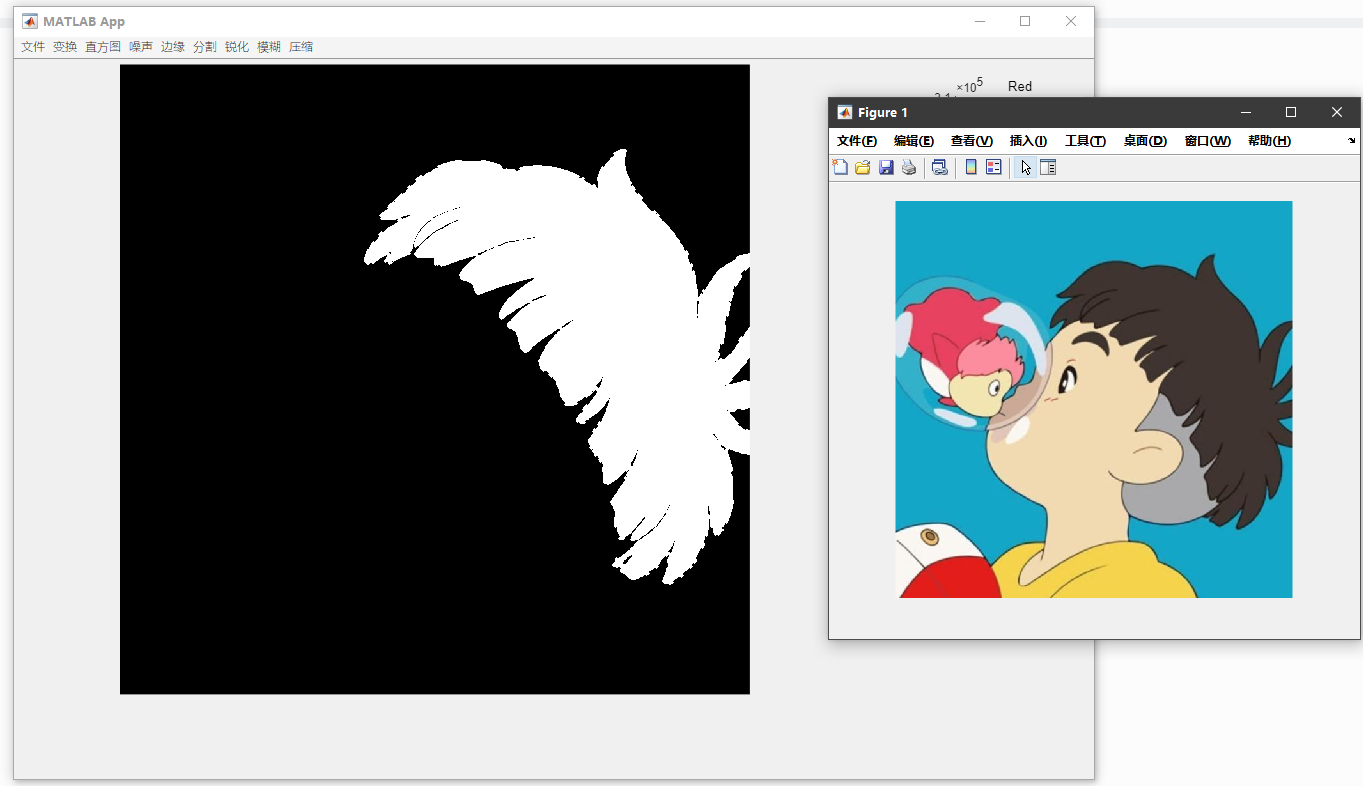 MATLAB App
文件 变换 直方图 噪声 边缘 分割 锐化 模糊 压缩
×10⁵ Red
Figure 1
文件(F) 编辑(E) 查看(V) 插入(I) 工具(T) 桌面(D) 窗口(W) 帮助(H)